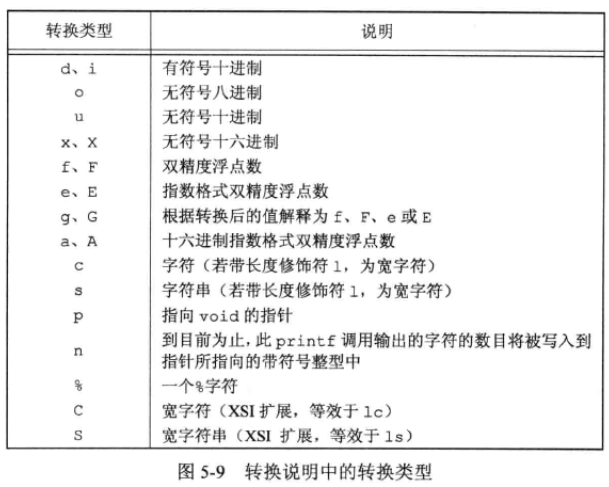 转换类型 说明
d、i 有符号十进制
o 无符号八进制
u 无符号十进制
x、X 无符号十六进制
f、F 双精度浮点数
e、E 指数格式双精度浮点数
g、G 根据转换后的值解释为 f、F、e 或 E
a、A 十六进制指数格式双精度浮点数
c 字符（若带长度修饰符 l，为宽字符）
s 字符串（若带长度修饰符 l，为宽字符）
p 指向 void 的指针
n 到目前为止，此 printf 调用输出的字符的数目将被写入到
指针所指向的带符号整型中
% 一个%字符
C 宽字符（XSI 扩展，等效于 lc）
S 宽字符串（XSI 扩展，等效于 ls）
图 5-9 转换说明中的转换类型